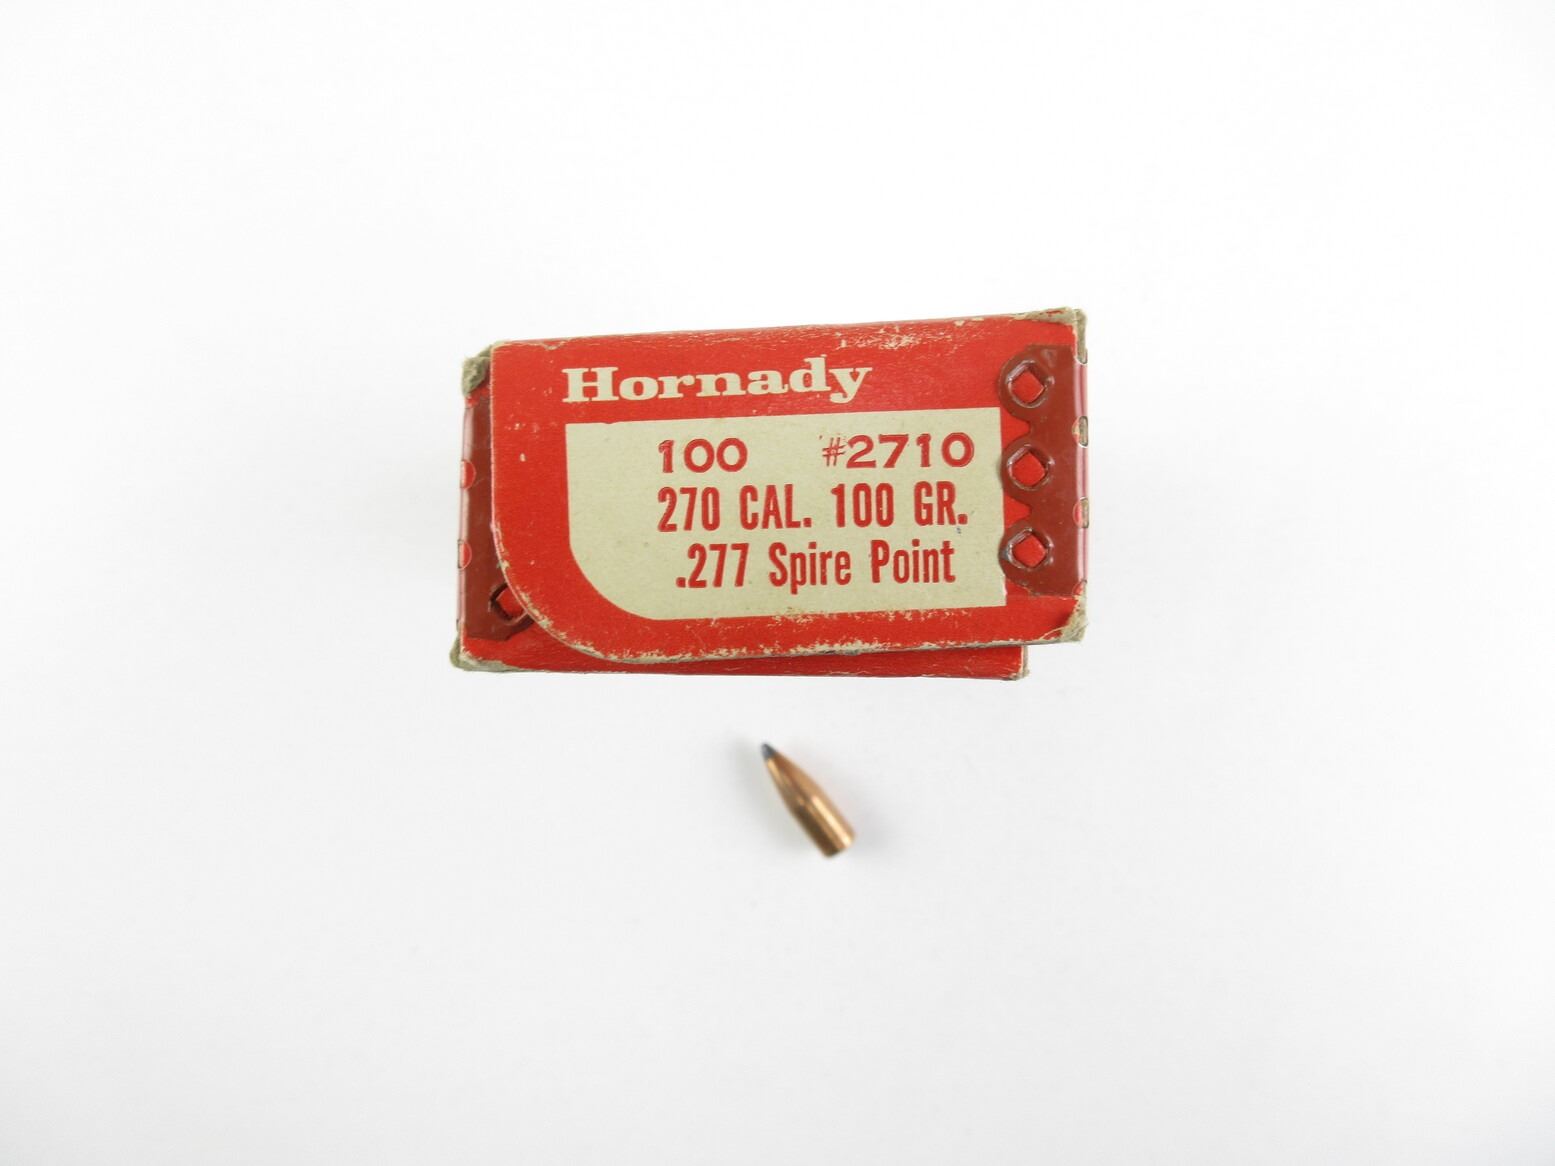 Hornady
100 #2710
270 CAL. 100 GR.
.277 Spire Point